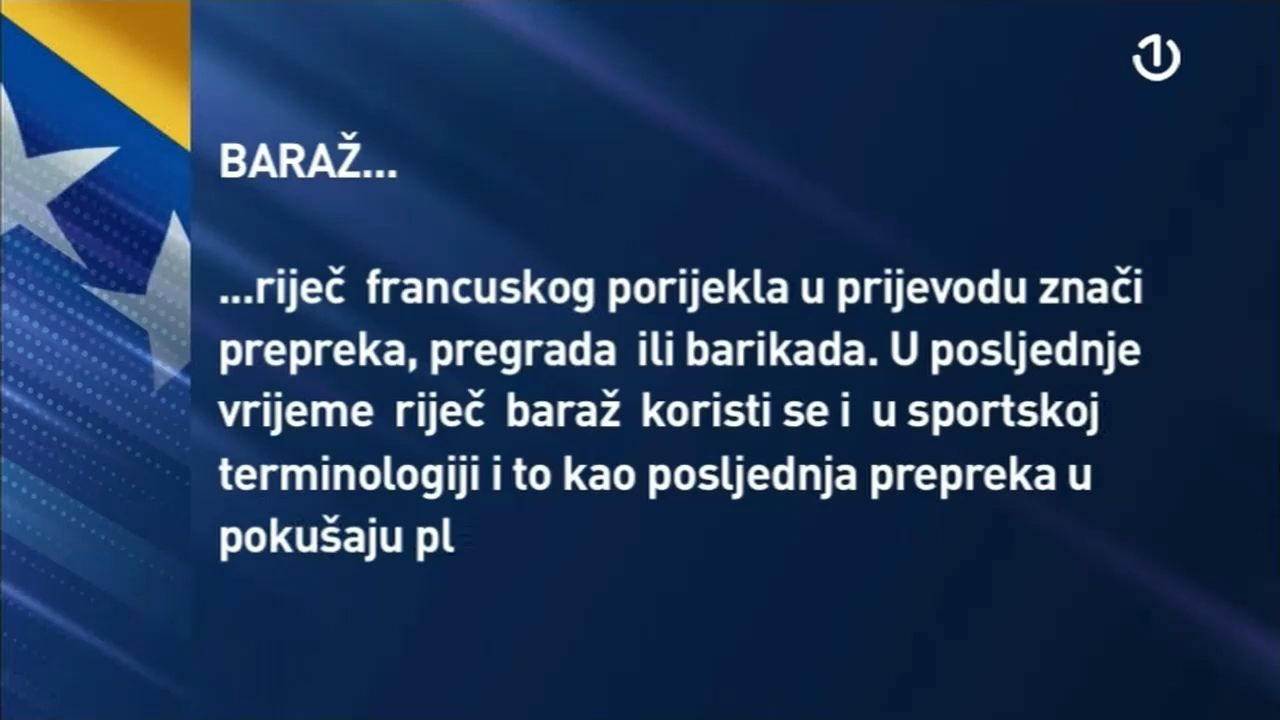 BARAŽ...
...riječ francuskog porijekla u prijevodu znači
prepreka, pregrada ili barikada. U posljednje
vrijeme riječ baraž koristi se i u sportskoj
terminologiji i to kao posljednja prepreka u
pokušaju pl
1